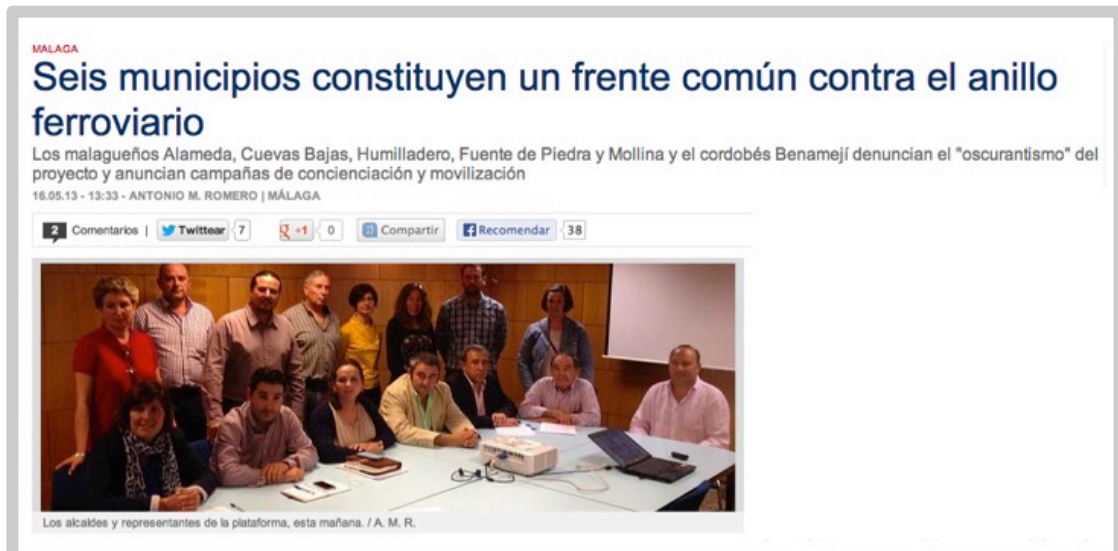 MALAGA
Seis municipios constituyen un frente común contra el anillo
ferroviario
Los malagueños Alameda, Cuevas Bajas, Humilladero, Fuente de Piedra y Mollina y el cordobés Benamejí denuncian el "oscurantismo" del
proyecto y anuncian campañas de concienciación y movilización
16.05.13 - 13:33 - ANTONIO M. ROMERO | MÁLAGA
2 Comentarios | Twittear 7 g +1 0 Compartir Recomendar 38
Los alcaldes y representantes de la plataforma, esta mañana. / A. M. R.